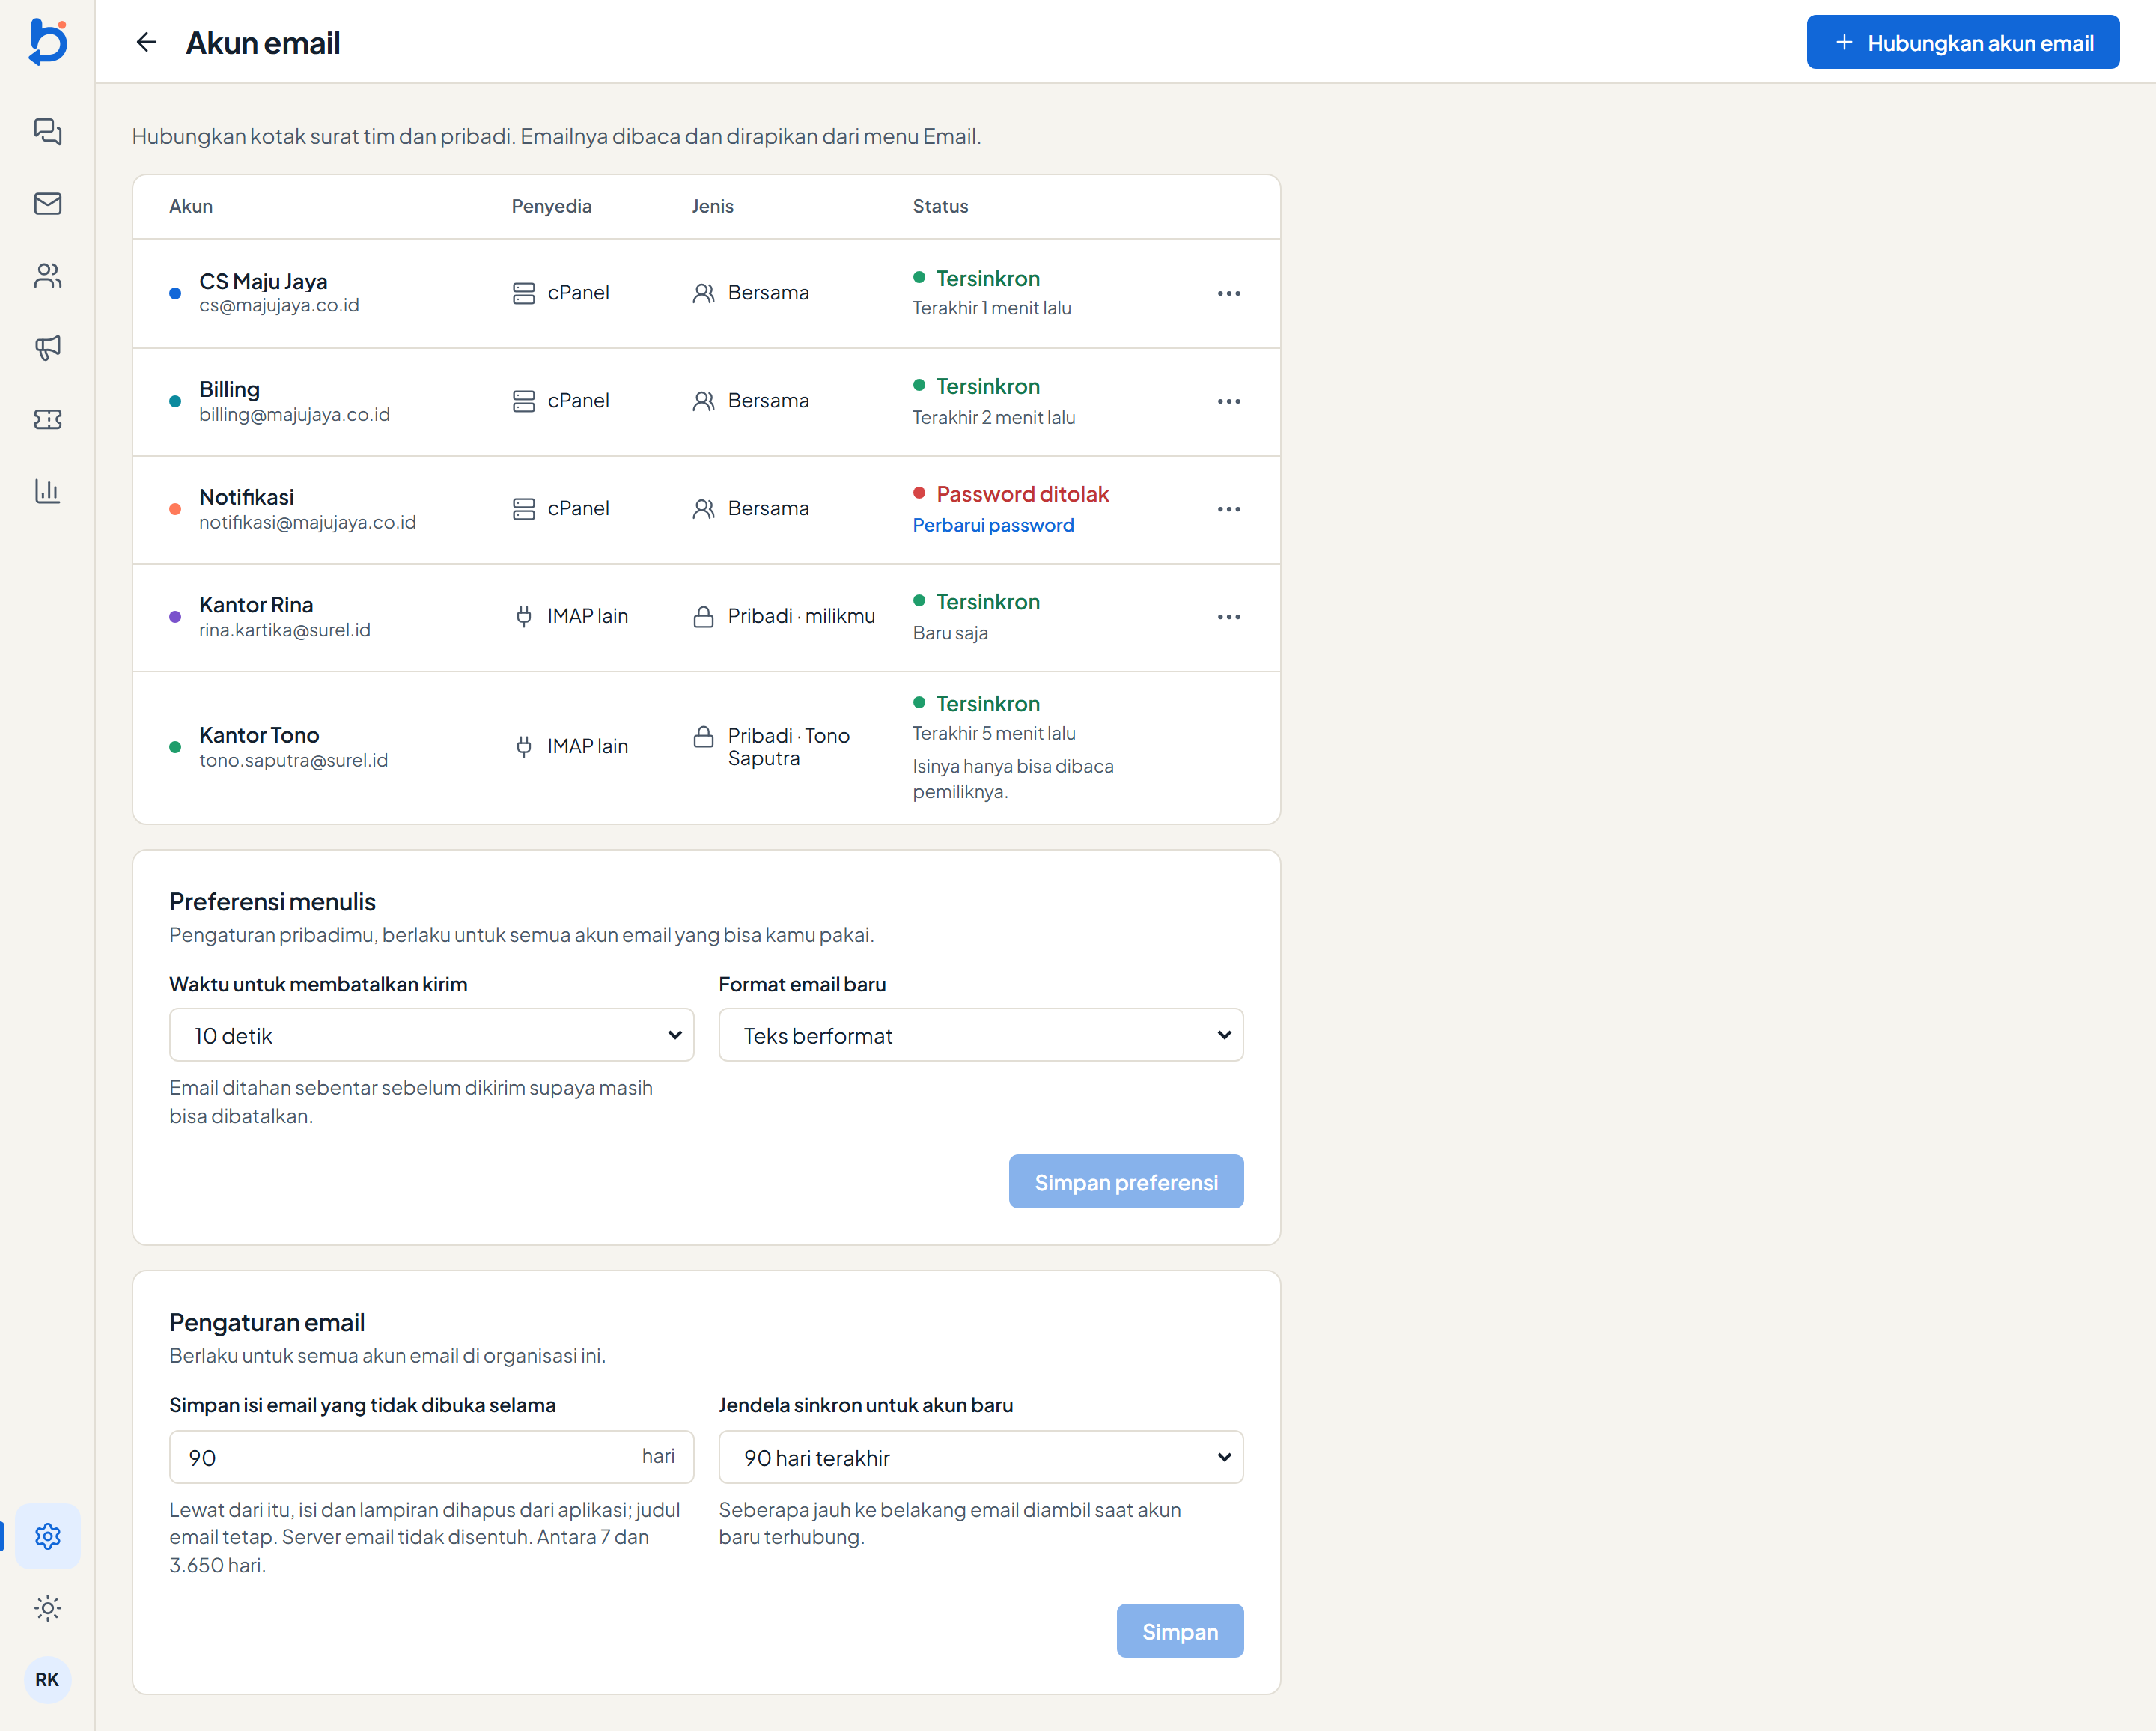 Akun email
Hubungkan akun email
Hubungkan kotak surat tim dan pribadi. Emailnya dibaca dan dirapikan dari menu Email.
Akun Penyedia Jenis Status
CS Maju Jaya
cs@majujaya.co.id
cPanel
Bersama
Tersinkron
Terakhir 1 menit lalu
Billing
billing@majujaya.co.id
cPanel
Bersama
Tersinkron
Terakhir 2 menit lalu
Notifikasi
notifikasi@majujaya.co.id
cPanel
Bersama
Password ditolak
Perbarui password
Kantor Rina
rina.kartika@surel.id
IMAP lain
Pribadi · milikmu
Tersinkron
Baru saja
Kantor Tono
tono.saputra@surel.id
IMAP lain
Pribadi · Tono
Saputra
Tersinkron
Terakhir 5 menit lalu
Isinya hanya bisa dibaca
pemiliknya.
Preferensi menulis
Pengaturan pribadimu, berlaku untuk semua akun email yang bisa kamu pakai.
Waktu untuk membatalkan kirim
10 detik
Email ditahan sebentar sebelum dikirim supaya masih
bisa dibatalkan.
Format email baru
Teks berformat
Simpan preferensi
Pengaturan email
Berlaku untuk semua akun email di organisasi ini.
Simpan isi email yang tidak dibuka selama
90 hari
Lewat dari itu, isi dan lampiran dihapus dari aplikasi; judul
email tetap. Server email tidak disentuh. Antara 7 dan
3.650 hari.
Jendela sinkron untuk akun baru
90 hari terakhir
Seberapa jauh ke belakang email diambil saat akun
baru terhubung.
Simpan
RK